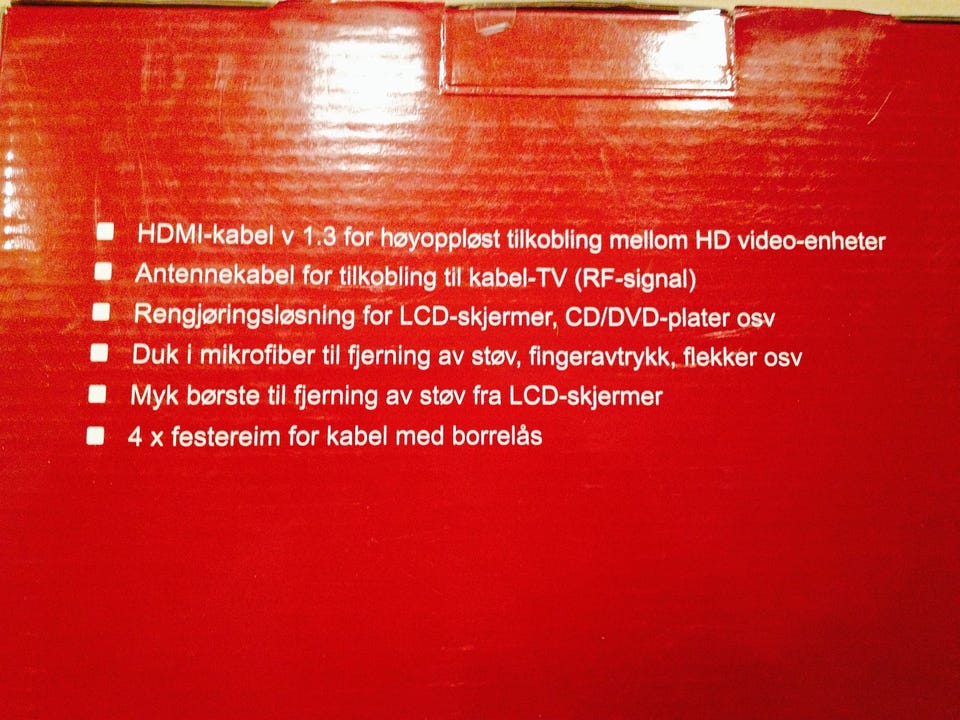 HDMI-kabel v 1.3 for høyoppløst tilkobling mellom HD video-enheter
Antennekabel for tilkobling til kabel-TV (RF-signal)
Rengjøringsløsning for LCD-skjermer, CD/DVD-plater osv
Duk i mikrofiber til fjerning av støv, fingeravtrykk, flekker osv
Myk børste til fjerning av støv fra LCD-skjermer
4 x festereim for kabel med borrelås